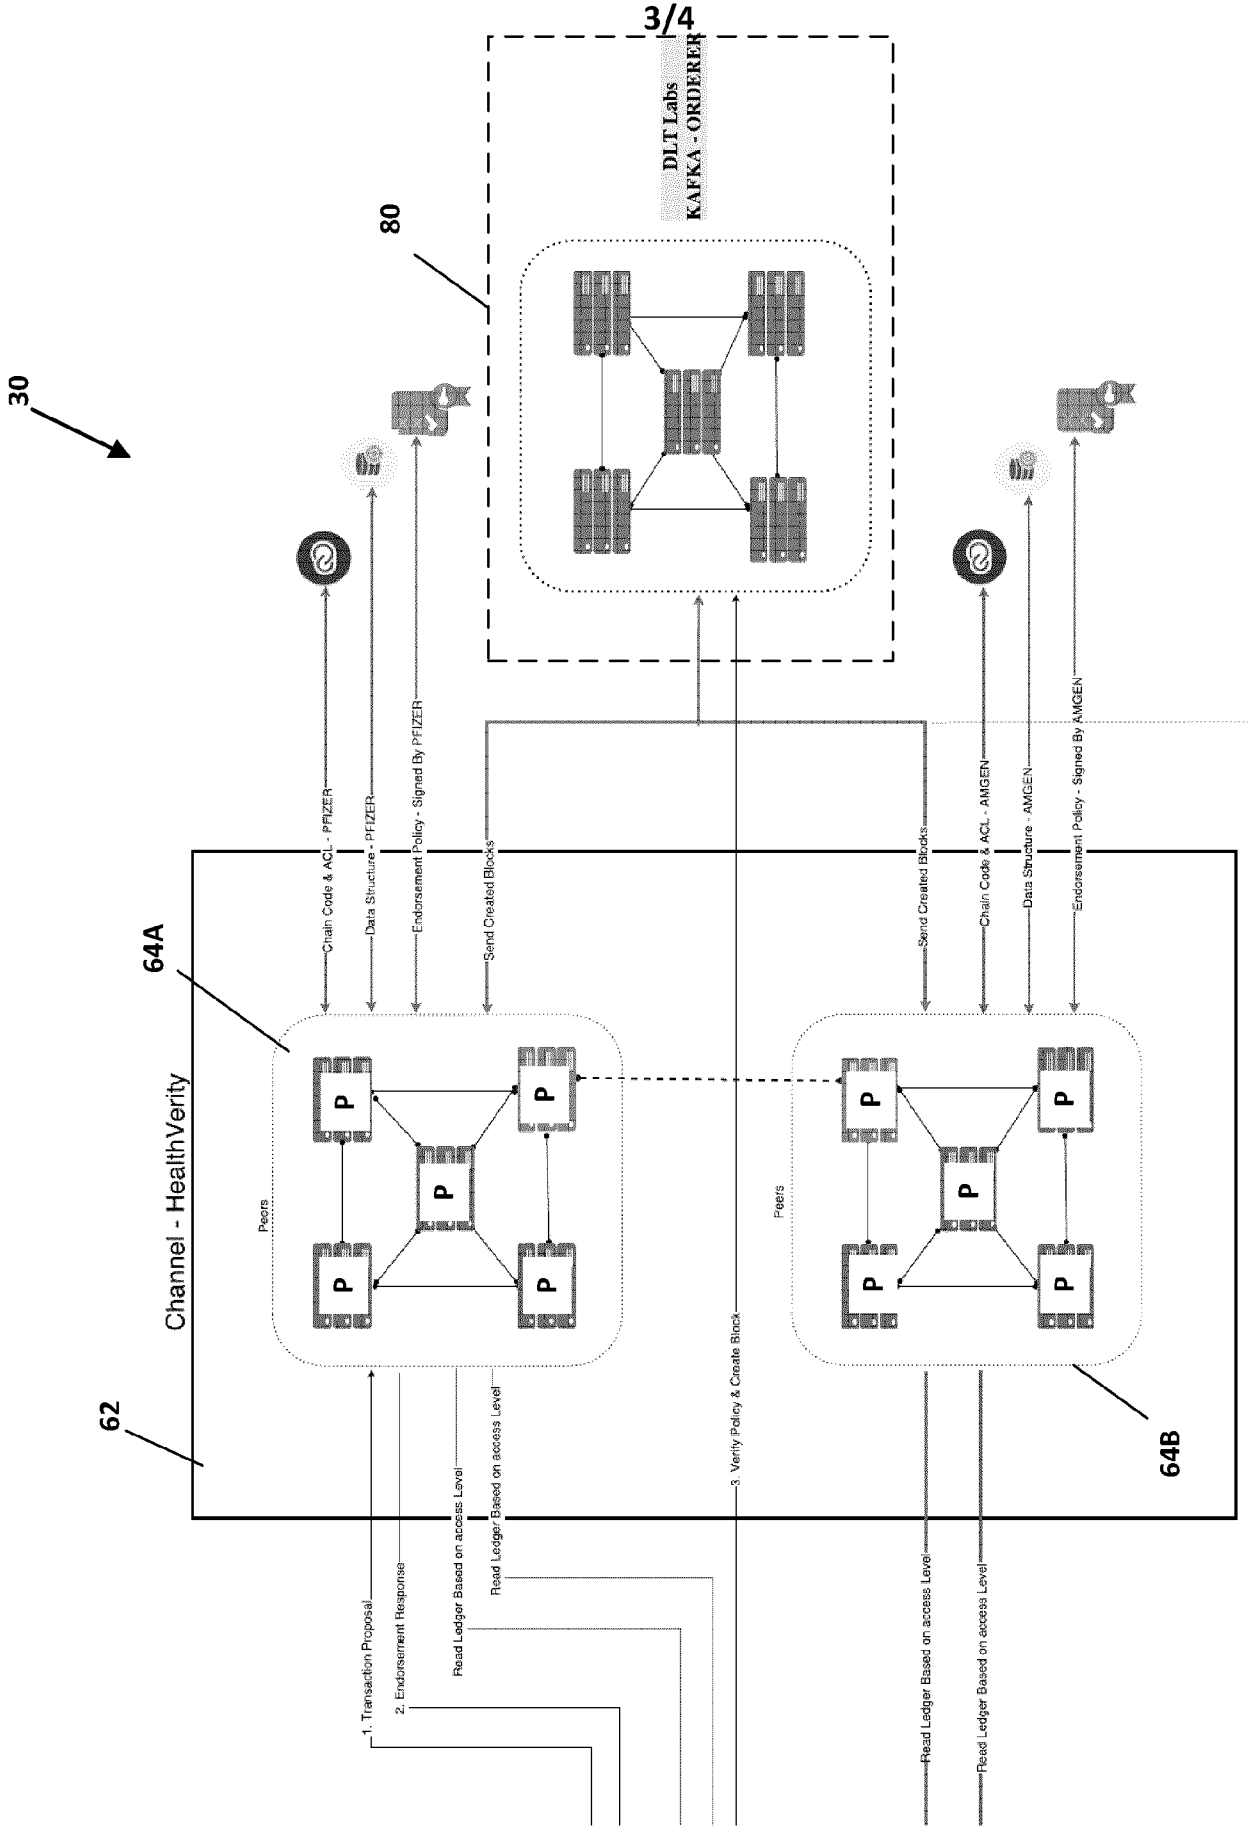 3/4
30
80
DLT Labs
KAFKA - ORDERER
Chain Code & ACL - PFIZER
Data Structure - PFIZER
Endorsement Policy - Signed By PFIZER
Send Created Blocks
Send Created Blocks
Chain Code & ACL - AMGEN
Data Structure - AMGEN
Endorsement Policy - Signed By AMGEN
64A
Channel - HealthVerity
62
Peers
P
P
P
P
P
Peers
P
P
P
P
P
64B
1. Transaction Proposal
2. Endorsement Response
Read Ledger Based on access Level
Read Ledger Based on access Level
3. Verify Policy & Create Block
Read Ledger Based on access Level
Read Ledger Based on access Level